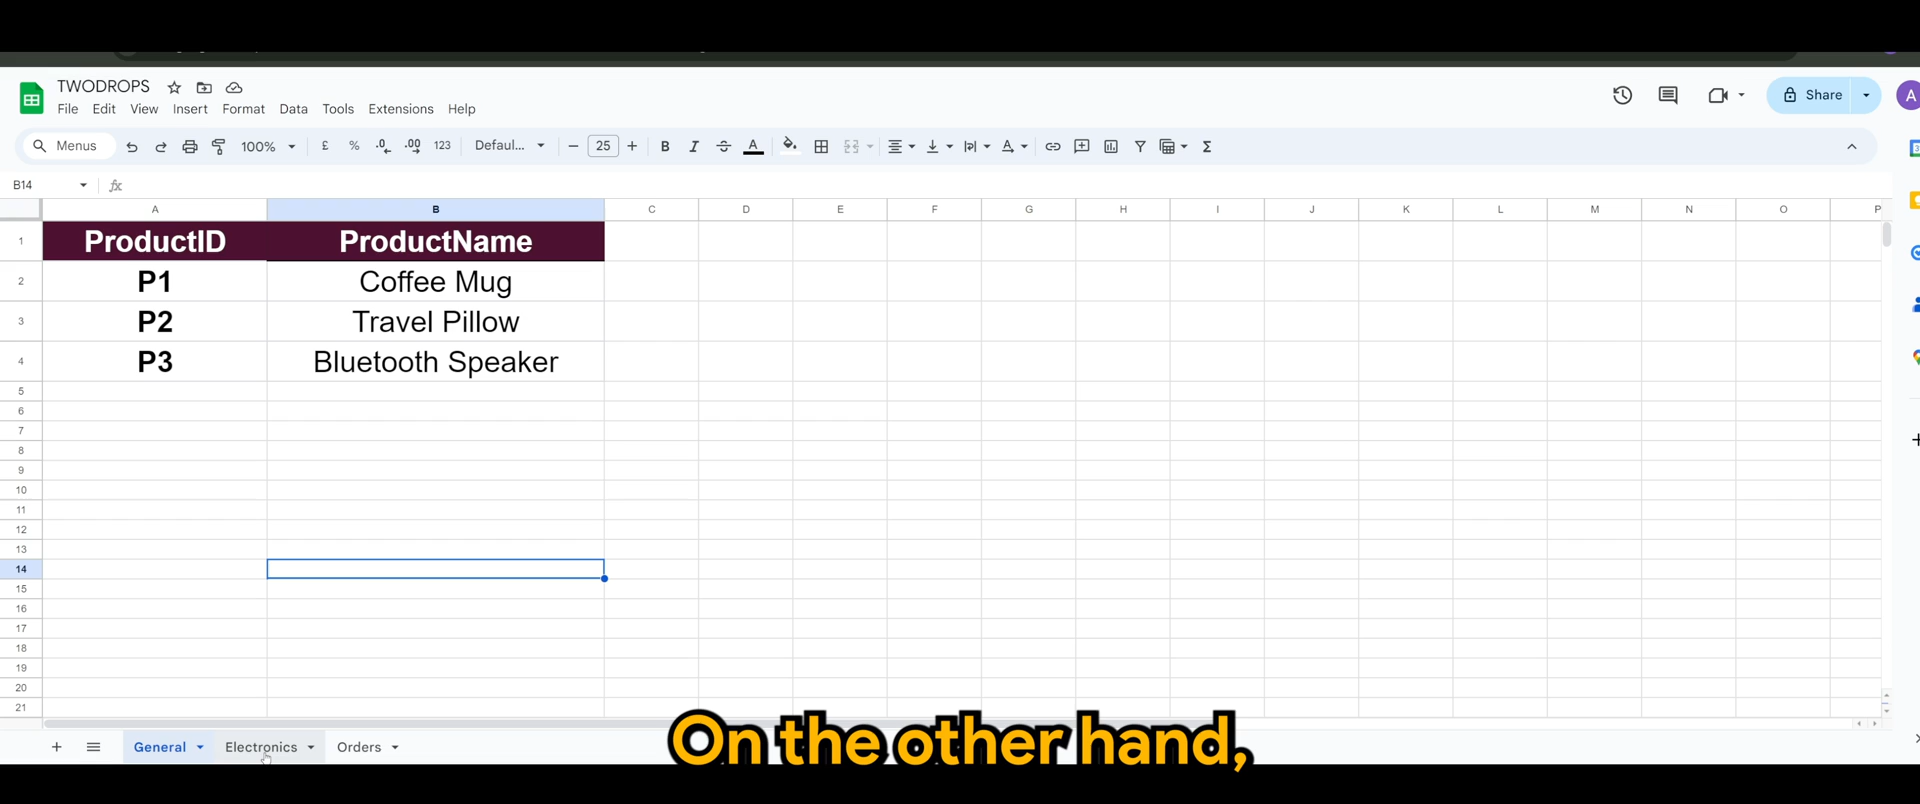 TWODROPS
File Edit View Insert Format Data Tools Extensions Help
Share
A
Menus 100% £ % .0 .00 123 Defaul... 25 B I A Σ
B14 fx
A B C D E F G H I J K L M N O P
1 ProductID ProductName
2 P1 Coffee Mug
3 P2 Travel Pillow
4 P3 Bluetooth Speaker
5
6
7
8
9
10
11
12
13
14
15
16
17
18
19
20
21
General Electronics Orders
On the other hand,